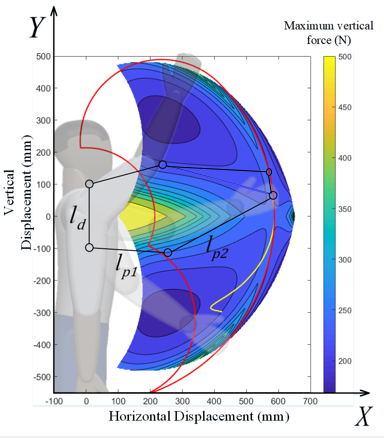 Y
Maximum vertical
force (N)
500
400
300
200
100
0
-100
-200
-300
-400
-500
Vertical
Displacement (mm)
l_d
l_p1
l_p2
500
450
400
350
300
250
200
-100 0 100 200 300 400 500 600 700
Horizontal Displacement (mm)
X